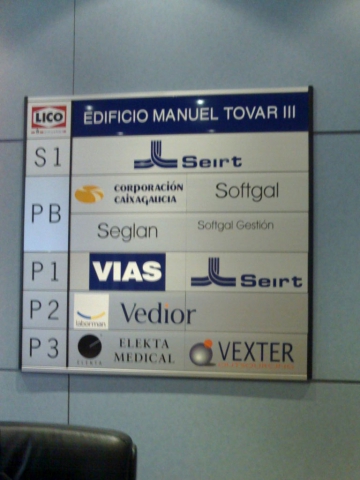 LICO EDIFICIO MANUEL TOVAR III
S1 Seirt
PB CORPORACIÓN CAIXAGALICIA Softgal
Seglan Softgal Gestión
P1 VIAS Seirt
P2 laborman Vedior
P3 ELEKTA ELEKTA MEDICAL VEXTER